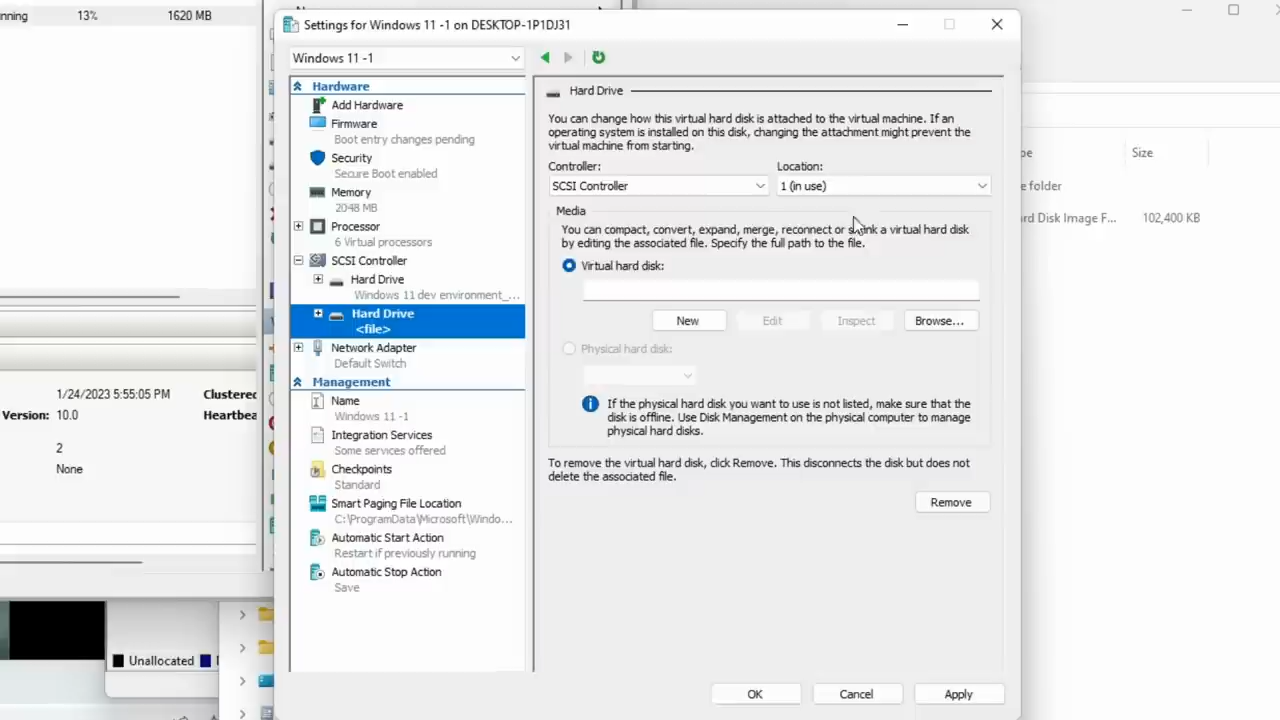 nning 13% 1620 MB
Settings for Windows 11 -1 on DESKTOP-1P1DJ31
Windows 11 -1
Hardware
Add Hardware
Firmware
Boot entry changes pending
Security
Secure Boot enabled
Memory
2048 MB
Processor
6 Virtual processors
SCSI Controller
Hard Drive
Windows 11 dev environment_...
Hard Drive
<file>
Network Adapter
Default Switch
Management
Name
Windows 11 -1
Integration Services
Some services offered
Checkpoints
Standard
Smart Paging File Location
C:\ProgramData\Microsoft\Windo...
Automatic Start Action
Restart if previously running
Automatic Stop Action
Save
Hard Drive
You can change how this virtual hard disk is attached to the virtual machine. If an
operating system is installed on this disk, changing the attachment might prevent the
virtual machine from starting.
Controller: Location:
SCSI Controller 1 (in use)
Media
You can compact, convert, expand, merge, reconnect or shrink a virtual hard disk
by editing the associated file. Specify the full path to the file.
Virtual hard disk:
New Edit Inspect Browse...
Physical hard disk:
If the physical hard disk you want to use is not listed, make sure that the
disk is offline. Use Disk Management on the physical computer to manage
physical hard disks.
To remove the virtual hard disk, click Remove. This disconnects the disk but does not
delete the associated file.
Remove
OK Cancel Apply
1/24/2023 5:55:05 PM Clustered
Version: 10.0 Heartbea
2
None
Unallocated
pe Size
e folder
ard Disk Image F... 102,400 KB